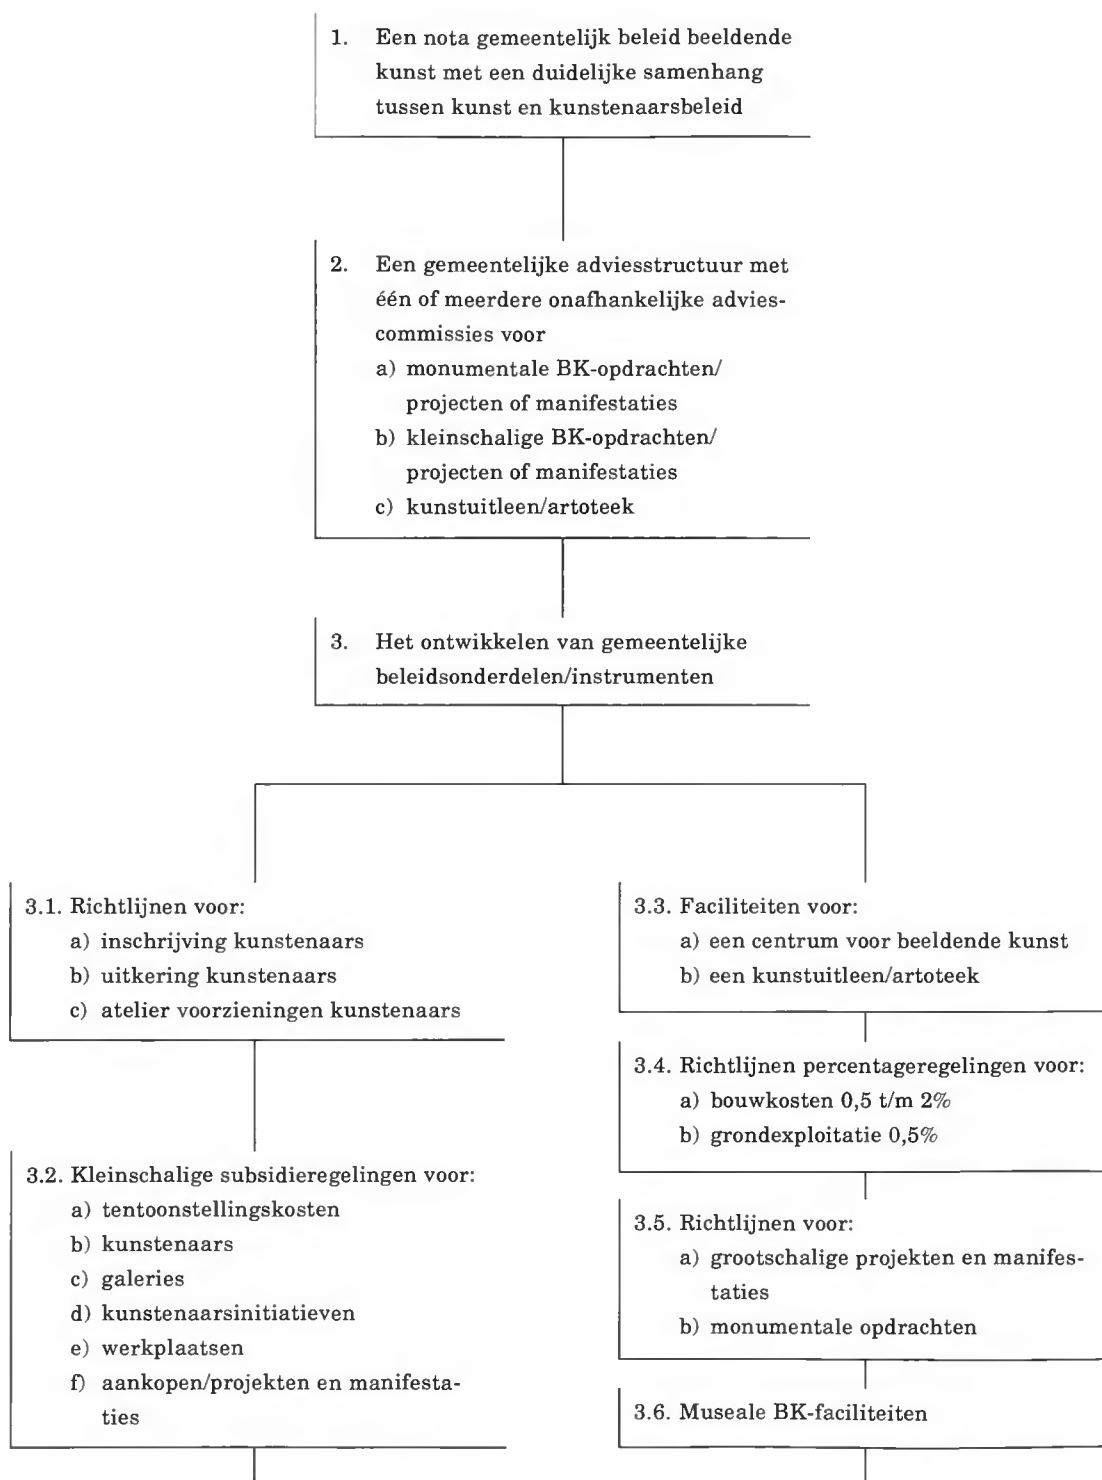 1. Een nota gemeentelijk beleid beeldende
kunst met een duidelijke samenhang
tussen kunst en kunstenaarsbeleid
2. Een gemeentelijke adviesstructuur met
één of meerdere onafhankelijke advies-
commissies voor
a) monumentale BK-opdrachten/
projecten of manifestaties
b) kleinschalige BK-opdrachten/
projecten of manifestaties
c) kunstuitleen/artoteek
3. Het ontwikkelen van gemeentelijke
beleidsonderdelen/instrumenten
3.1. Richtlijnen voor:
a) inschrijving kunstenaars
b) uitkering kunstenaars
c) atelier voorzieningen kunstenaars
3.2. Kleinschalige subsidieregelingen voor:
a) tentoonstellingskosten
b) kunstenaars
c) galeries
d) kunstenaarsinitiatieven
e) werkplaatsen
f) aankopen/projekten en manifesta-
ties
3.3. Faciliteiten voor:
a) een centrum voor beeldende kunst
b) een kunstuitleen/artoteek
3.4. Richtlijnen percentageregelingen voor:
a) bouwkosten 0,5 t/m 2%
b) grondexploitatie 0,5%
3.5. Richtlijnen voor:
a) grootschalige projekten en manifes-
taties
b) monumentale opdrachten
3.6. Museale BK-faciliteiten